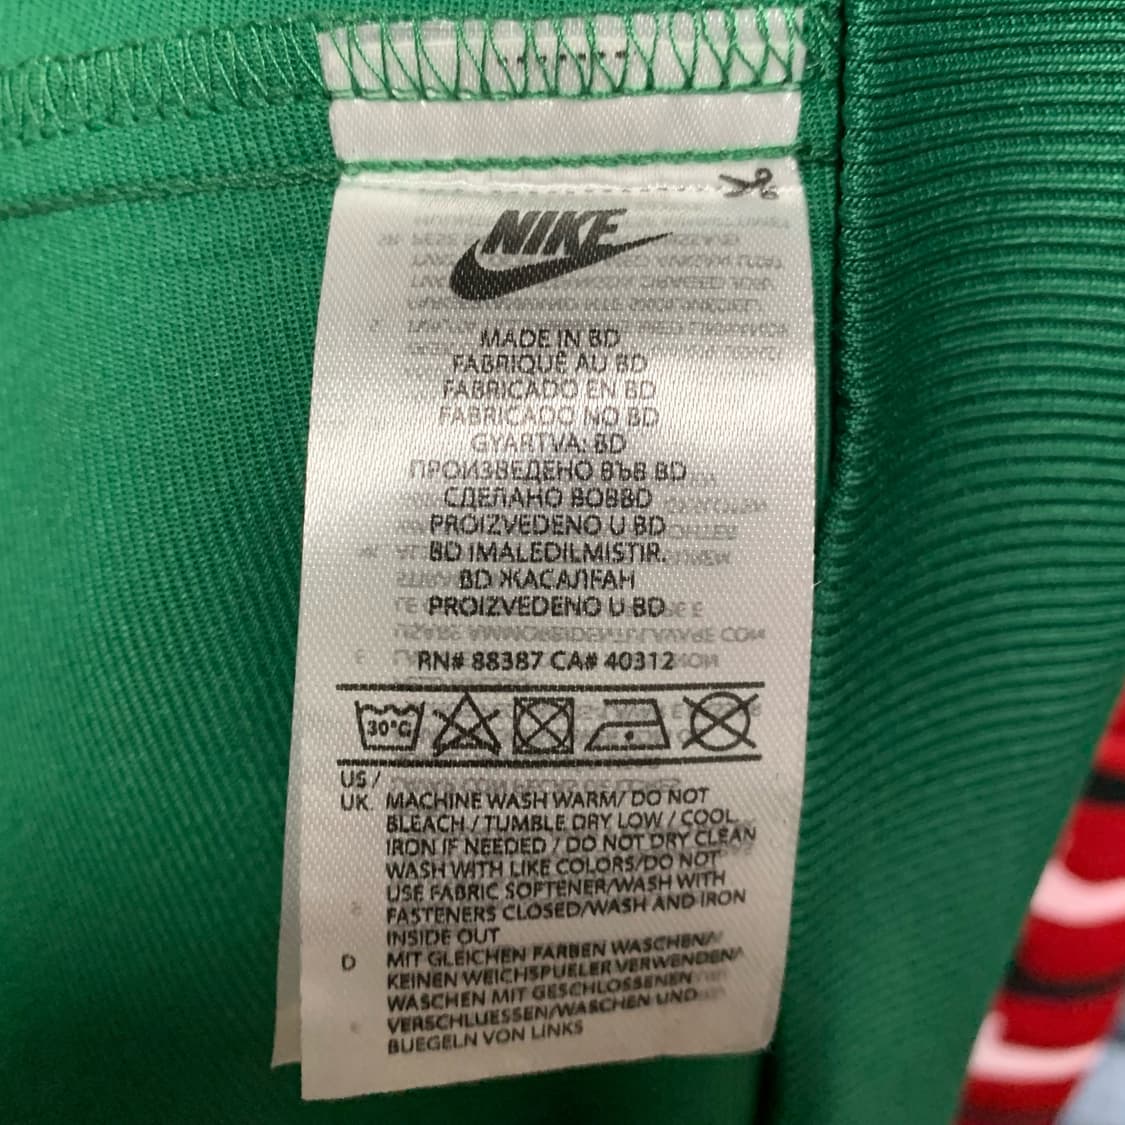 NIKE
MADE IN BD
FABRIQUÉ AU BD
FABRICADO EN BD
FABRICADO NO BD
GYARTVA: BD
ПРОИЗВЕДЕНО ВЪВ BD
СДЕЛАНО ВОВBD
PROIZVEDENO U BD
BD IMALEDILMISTIR.
BD ЖАСАЛҒАН
PROIZVEDENO U BD
RN# 88387 CA# 40312
30°C
US /
UK MACHINE WASH WARM/ DO NOT
BLEACH / TUMBLE DRY LOW / COOL
IRON IF NEEDED / DO NOT DRY CLEAN
WASH WITH LIKE COLORS/DO NOT
USE FABRIC SOFTENER/WASH WITH
FASTENERS CLOSED/WASH AND IRON
INSIDE OUT
D MIT GLEICHEN FARBEN WASCHEN/
KEINEN WEICHSPUELER VERWENDEN/
WASCHEN MIT GESCHLOSSENEN
VERSCHLUESSEN/WASCHEN UND
BUEGELN VON LINKS